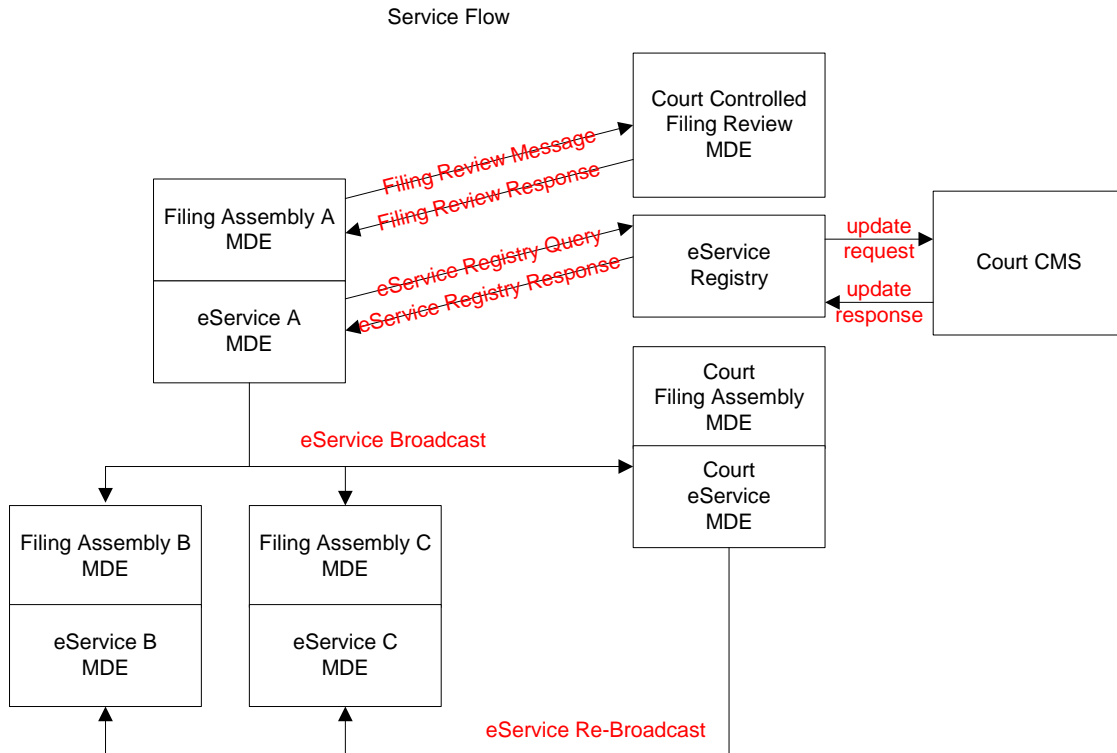 Service Flow
Court Controlled
Filing Review
MDE
Filing Review Message
Filing Review Response
Filing Assembly A
MDE
eService Registry Query
eService Registry Response
eService A
MDE
eService
Registry
update
request
update
response
Court CMS
Court
Filing Assembly
MDE
eService Broadcast
Court
eService
MDE
Filing Assembly B
MDE
Filing Assembly C
MDE
eService B
MDE
eService C
MDE
eService Re-Broadcast